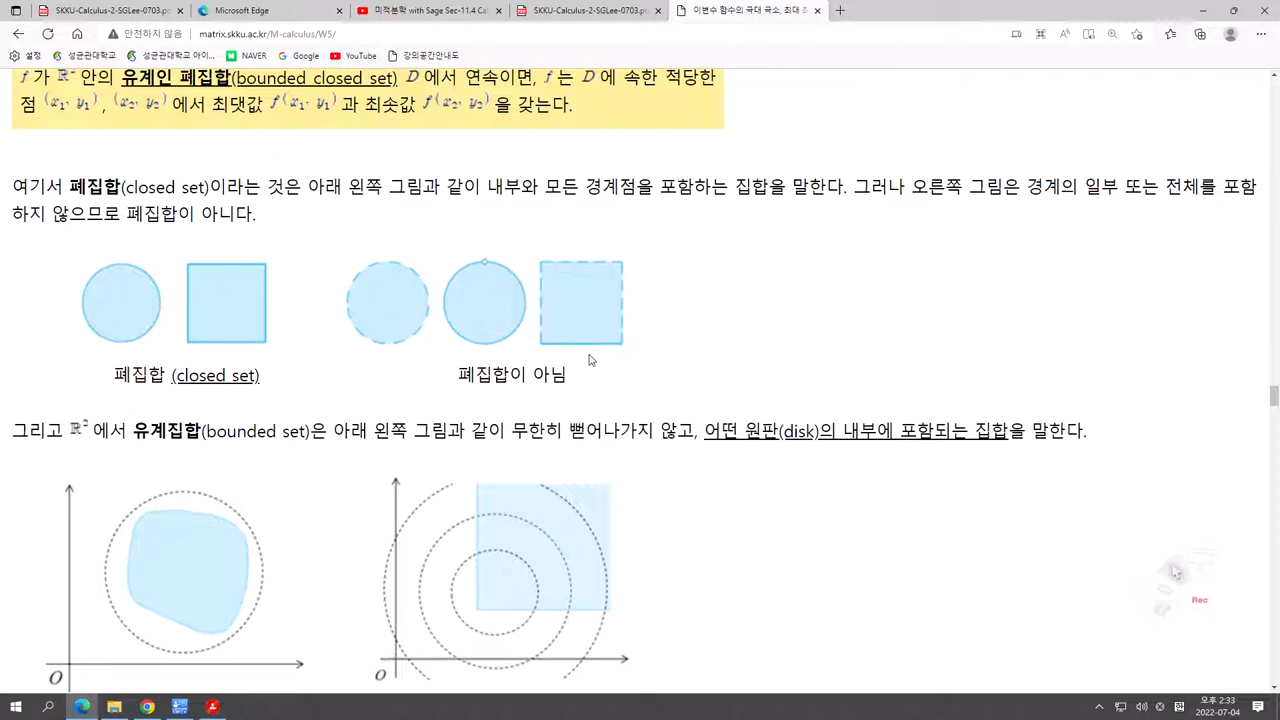 SKKU-Calculus-2-SGLee-0703.p
Microsoft Edge
미적분학 with Sage Sec-11.4 Ca
SKKU-Calculus-2-SGLee-0703.p
이변수 함수의 극대 극소, 최대 최
안전하지 않음
matrix.skku.ac.kr/M-calculus/W5/
설정
성균관대학교
성균관대학교 아이...
NAVER
Google
YouTube
강의공간안내도
f 가 ℝ² 안의 유계인 폐집합(bounded closed set) D 에서 연속이면, f 는 D 에 속한 적당한
점 (x₁, y₁), (x₂, y₂) 에서 최댓값 f(x₁, y₁) 과 최솟값 f(x₂, y₂) 을 갖는다.
여기서 폐집합(closed set)이라는 것은 아래 왼쪽 그림과 같이 내부와 모든 경계점을 포함하는 집합을 말한다. 그러나 오른쪽 그림은 경계의 일부 또는 전체를 포함
하지 않으므로 폐집합이 아니다.
폐집합 (closed set)
폐집합이 아님
그리고 ℝ² 에서 유계집합(bounded set)은 아래 왼쪽 그림과 같이 무한히 뻗어나가지 않고, 어떤 원판(disk)의 내부에 포함되는 집합을 말한다.
O
O
Rec
오후 2:33
2022-07-04